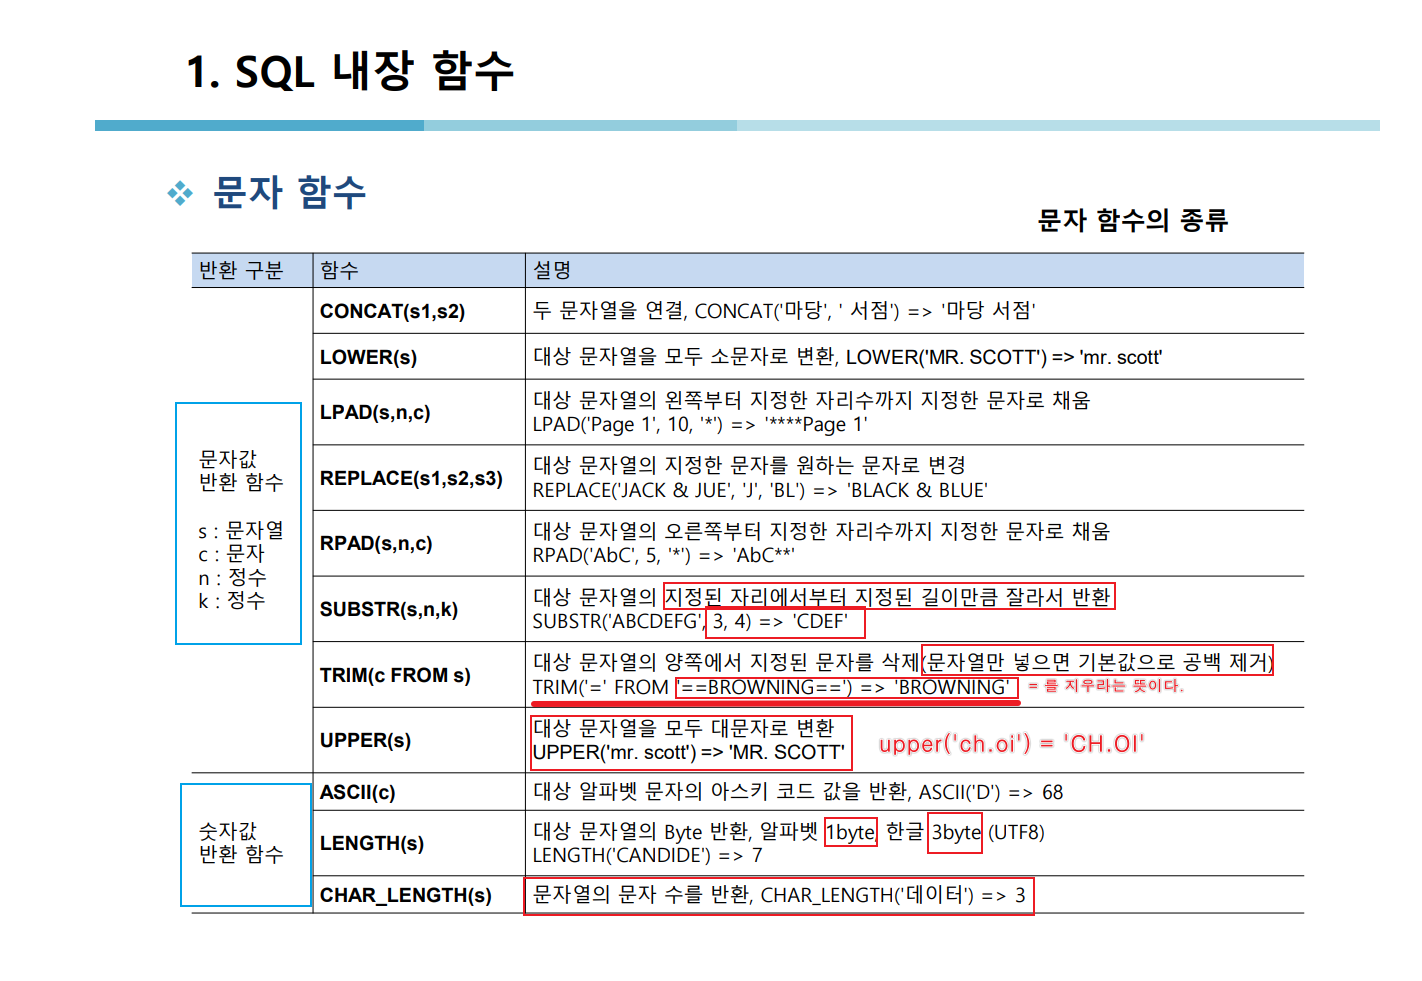 1. SQL 내장 함수
문자 함수
문자 함수의 종류
반환 구분 함수 설명
문자값
반환 함수
s : 문자열
c : 문자
n : 정수
k : 정수
CONCAT(s1,s2) 두 문자열을 연결, CONCAT('마당', ' 서점') => '마당 서점'
LOWER(s) 대상 문자열을 모두 소문자로 변환, LOWER('MR. SCOTT') => 'mr. scott'
LPAD(s,n,c) 대상 문자열의 왼쪽부터 지정한 자리수까지 지정한 문자로 채움
LPAD('Page 1', 10, '*') => '****Page 1'
REPLACE(s1,s2,s3) 대상 문자열의 지정한 문자를 원하는 문자로 변경
REPLACE('JACK & JUE', 'J', 'BL') => 'BLACK & BLUE'
RPAD(s,n,c) 대상 문자열의 오른쪽부터 지정한 자리수까지 지정한 문자로 채움
RPAD('AbC', 5, '*') => 'AbC**'
SUBSTR(s,n,k) 대상 문자열의 지정된 자리에서부터 지정된 길이만큼 잘라서 반환
SUBSTR('ABCDEFG', 3, 4) => 'CDEF'
TRIM(c FROM s) 대상 문자열의 양쪽에서 지정된 문자를 삭제(문자열만 넣으면 기본값으로 공백 제거)
TRIM('=' FROM '==BROWNING==') => 'BROWNING' = 를 지우라는 뜻이다.
UPPER(s) 대상 문자열을 모두 대문자로 변환
UPPER('mr. scott') => 'MR. SCOTT' upper('ch.oi') = 'CH.OI'
숫자값
반환 함수
ASCII(c) 대상 알파벳 문자의 아스키 코드 값을 반환, ASCII('D') => 68
LENGTH(s) 대상 문자열의 Byte 반환, 알파벳 1byte, 한글 3byte (UTF8)
LENGTH('CANDIDE') => 7
CHAR_LENGTH(s) 문자열의 문자 수를 반환, CHAR_LENGTH('데이터') => 3